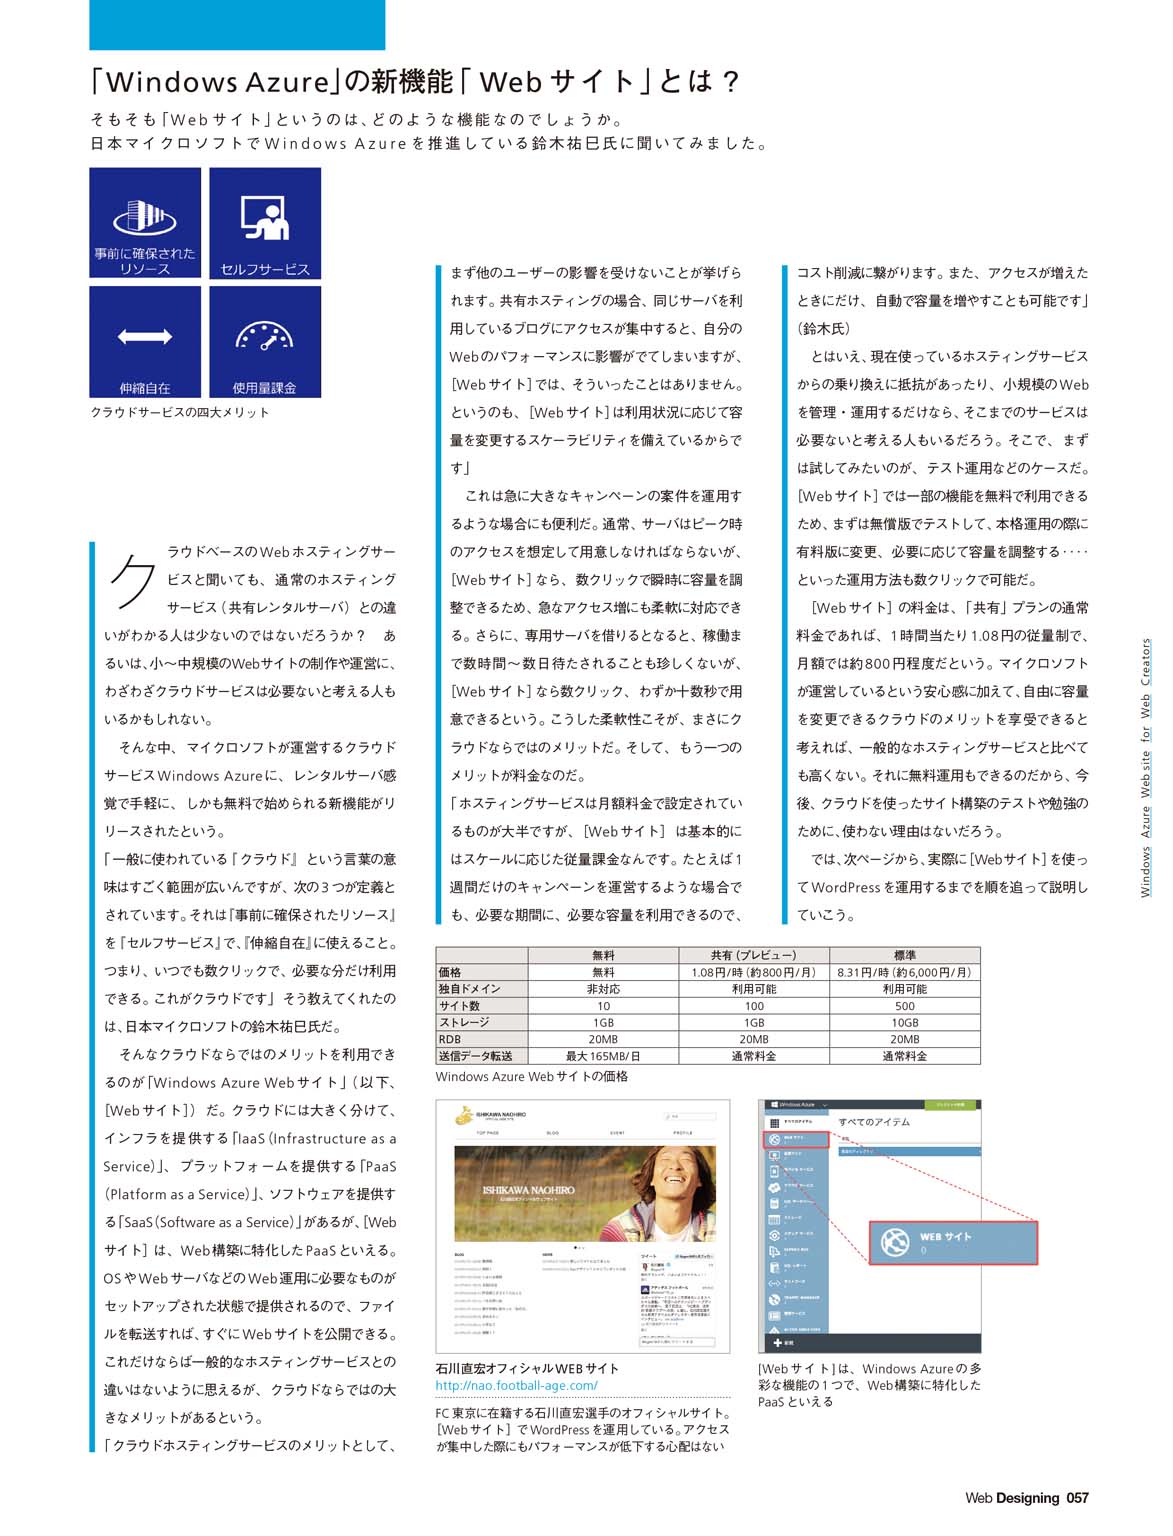 「Windows Azure」の新機能「Webサイト」とは？
そもそも「Webサイト」というのは、どのような機能なのでしょうか。
日本マイクロソフトでWindows Azureを推進している鈴木祐巳氏に聞いてみました。
事前に確保された
リソース
セルフサービス
伸縮自在
使用量課金
クラウドサービスの四大メリット
クラウドベースのWebホスティングサー
ビスと聞いても、通常のホスティング
サービス（共有レンタルサーバ）との違
いがわかる人は少ないのではないだろうか？　あ
るいは、小〜中規模のWebサイトの制作や運営に、
わざわざクラウドサービスは必要ないと考える人も
いるかもしれない。
そんな中、マイクロソフトが運営するクラウド
サービスWindows Azureに、レンタルサーバ感
覚で手軽に、しかも無料で始められる新機能がリ
リースされたという。
「一般に使われている『クラウド』という言葉の意
味はすごく範囲が広いんですが、次の3つが定義と
されています。それは『事前に確保されたリソース』
を『セルフサービス』で、『伸縮自在』に使えること。
つまり、いつでも数クリックで、必要な分だけ利用
できる。これがクラウドです」そう教えてくれたの
は、日本マイクロソフトの鈴木祐巳氏だ。
そんなクラウドならではのメリットを利用でき
るのが「Windows Azure Webサイト」（以下、
［Webサイト］）だ。クラウドには大きく分けて、
インフラを提供する「IaaS（Infrastructure as a
Service）」、プラットフォームを提供する「PaaS
（Platform as a Service）」、ソフトウェアを提供す
る「SaaS（Software as a Service）」があるが、［Web
サイト］は、Web構築に特化したPaaSといえる。
OSやWebサーバなどのWeb運用に必要なものが
セットアップされた状態で提供されるので、ファイ
ルを転送すれば、すぐにWebサイトを公開できる。
これだけならば一般的なホスティングサービスとの
違いはないように思えるが、クラウドならではの大
きなメリットがあるという。
「クラウドホスティングサービスのメリットとして、
まず他のユーザーの影響を受けないことが挙げら
れます。共有ホスティングの場合、同じサーバを利
用しているブログにアクセスが集中すると、自分の
Webのパフォーマンスに影響がでてしまいますが、
［Webサイト］では、そういったことはありません。
というのも、［Webサイト］は利用状況に応じて容
量を変更するスケーラビリティを備えているからで
す」
これは急に大きなキャンペーンの案件を運用す
るような場合にも便利だ。通常、サーバはピーク時
のアクセスを想定して用意しなければならないが、
［Webサイト］なら、数クリックで瞬時に容量を調
整できるため、急なアクセス増にも柔軟に対応でき
る。さらに、専用サーバを借りるとなると、稼働ま
で数時間〜数日待たされることも珍しくないが、
［Webサイト］なら数クリック、わずか十数秒で用
意できるという。こうした柔軟性こそが、まさにク
ラウドならではのメリットだ。そして、もう一つの
メリットが料金なのだ。
「ホスティングサービスは月額料金で設定されてい
るものが大半ですが、［Webサイト］は基本的に
はスケールに応じた従量課金なんです。たとえば1
週間だけのキャンペーンを運営するような場合で
も、必要な期間に、必要な容量を利用できるので、
コスト削減に繋がります。また、アクセスが増えた
ときにだけ、自動で容量を増やすことも可能です」
（鈴木氏）
とはいえ、現在使っているホスティングサービス
からの乗り換えに抵抗があったり、小規模のWeb
を管理・運用するだけなら、そこまでのサービスは
必要ないと考える人もいるだろう。そこで、まず
は試してみたいのが、テスト運用などのケースだ。
［Webサイト］では一部の機能を無料で利用できる
ため、まずは無償版でテストして、本格運用の際に
有料版に変更、必要に応じて容量を調整する‥‥
といった運用方法も数クリックで可能だ。
［Webサイト］の料金は、「共有」プランの通常
料金であれば、1時間当たり1.08円の従量制で、
月額では約800円程度だという。マイクロソフト
が運営しているという安心感に加えて、自由に容量
を変更できるクラウドのメリットを享受できると
考えれば、一般的なホスティングサービスと比べて
も高くない。それに無料運用もできるのだから、今
後、クラウドを使ったサイト構築のテストや勉強の
ために、使わない理由はないだろう。
では、次ページから、実際に［Webサイト］を使っ
てWordPressを運用するまでを順を追って説明し
ていこう。
無料　共有（プレビュー）　標準
価格　無料　1.08円/時（約800円/月）　8.31円/時（約6,000円/月）
独自ドメイン　非対応　利用可能　利用可能
サイト数　10　100　500
ストレージ　1GB　1GB　10GB
RDB　20MB　20MB　20MB
送信データ転送　最大165MB/日　通常料金　通常料金
Windows Azure Webサイトの価格
ISHIKAWA NAOHIRO
OFFICIAL WEB SITE
TOP PAGE　BLOG　EVENT　PROFILE
ISHIKAWA NAOHIRO
石川直宏オフィシャルウェブサイト
BLOG
ツイート
石川直宏オフィシャルWEBサイト
http://nao.football-age.com/
FC東京に在籍する石川直宏選手のオフィシャルサイト。
［Webサイト］でWordPressを運用している。アクセス
が集中した際にもパフォーマンスが低下する心配はない
Windows Azure
すべてのアイテム
すべてのアイテム
WEB サイト
WEB サイト
0
新規
[Webサイト]は、Windows Azureの多
彩な機能の1つで、Web構築に特化した
PaaSといえる
Windows Azure Web site for Web Creators
Web Designing 057